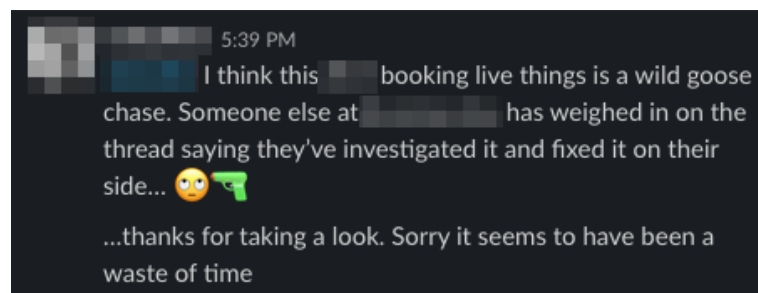 5:39 PM
I think this booking live things is a wild goose
chase. Someone else at has weighed in on the
thread saying they’ve investigated it and fixed it on their
side... 🙄🔫
...thanks for taking a look. Sorry it seems to have been a
waste of time